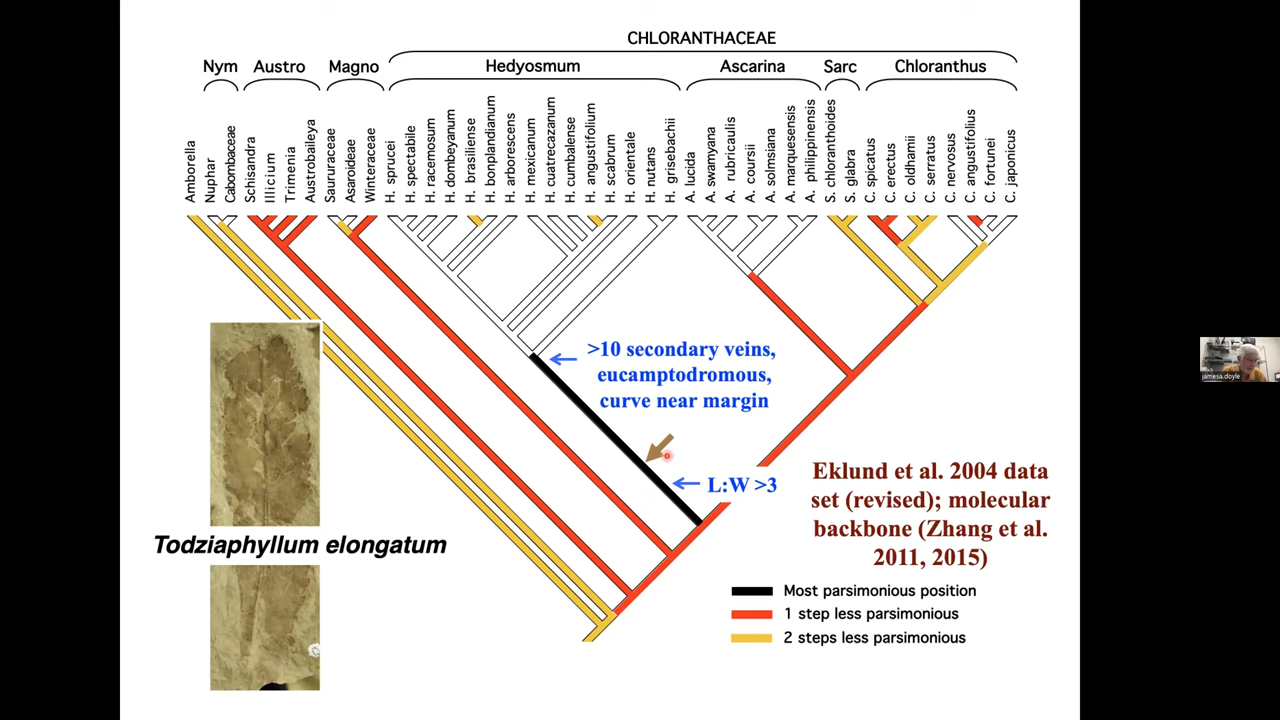 CHLORANTHACEAE
Nym Austro Magno Hedyosmum Ascarina Sarc Chloranthus
Amborella
Nuphar
Cabombaceae
Schisandra
Illicium
Trimenia
Austrobaileya
Saururaceae
Asaroideae
Winteraceae
H. sprucei
H. spectabile
H. racemosum
H. dombeyanum
H. brasiliense
H. bonplandianum
H. arborescens
H. mexicanum
H. cuatrecazanum
H. cumbalense
H. angustifolium
H. scabrum
H. orientale
H. nutans
H. grisebachii
A. lucida
A. swamyana
A. rubricaulis
A. coursii
A. solmsiana
A. marquesensis
A. philippinensis
S. chloranthoides
S. glabra
C. spicatus
C. erectus
C. oldhamii
C. serratus
C. nervosus
C. angustifolius
C. fortunei
C. japonicus
>10 secondary veins,
eucamptodromous,
curve near margin
L:W >3
Eklund et al. 2004 data
set (revised); molecular
backbone (Zhang et al.
2011, 2015)
Todziaphyllum elongatum
Most parsimonious position
1 step less parsimonious
2 steps less parsimonious
jamesa.doyle